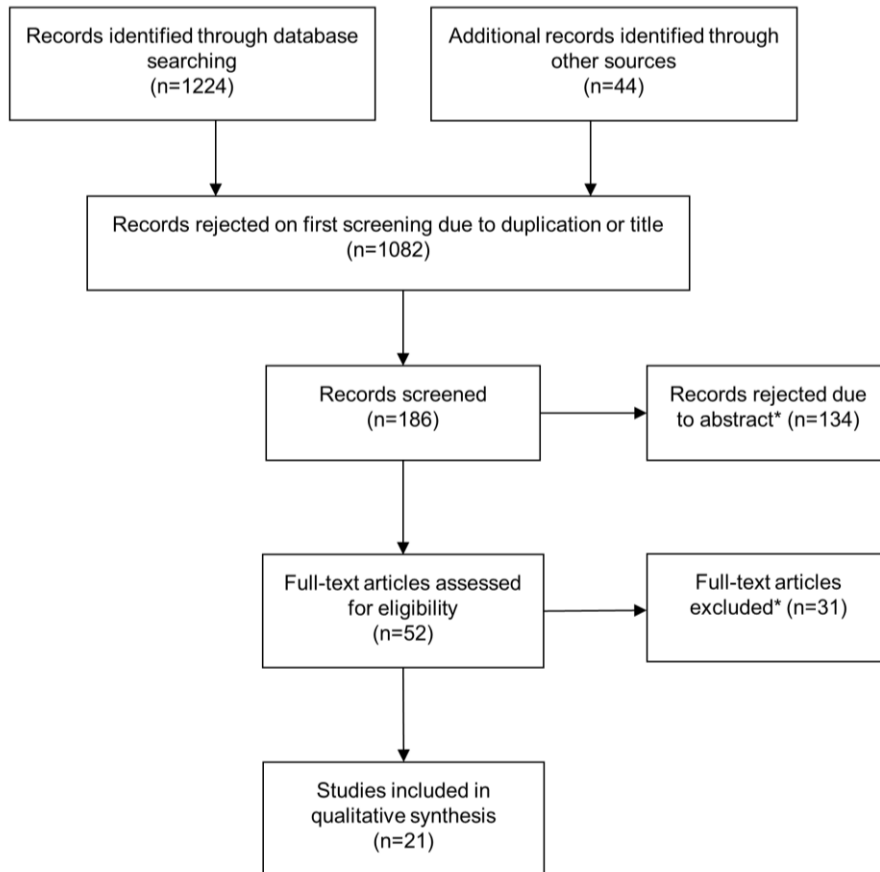 Records identified through database
searching
(n=1224)
Additional records identified through
other sources
(n=44)
Records rejected on first screening due to duplication or title
(n=1082)
Records screened
(n=186)
Records rejected due
to abstract* (n=134)
Full-text articles assessed
for eligibility
(n=52)
Full-text articles
excluded* (n=31)
Studies included in
qualitative synthesis
(n=21)